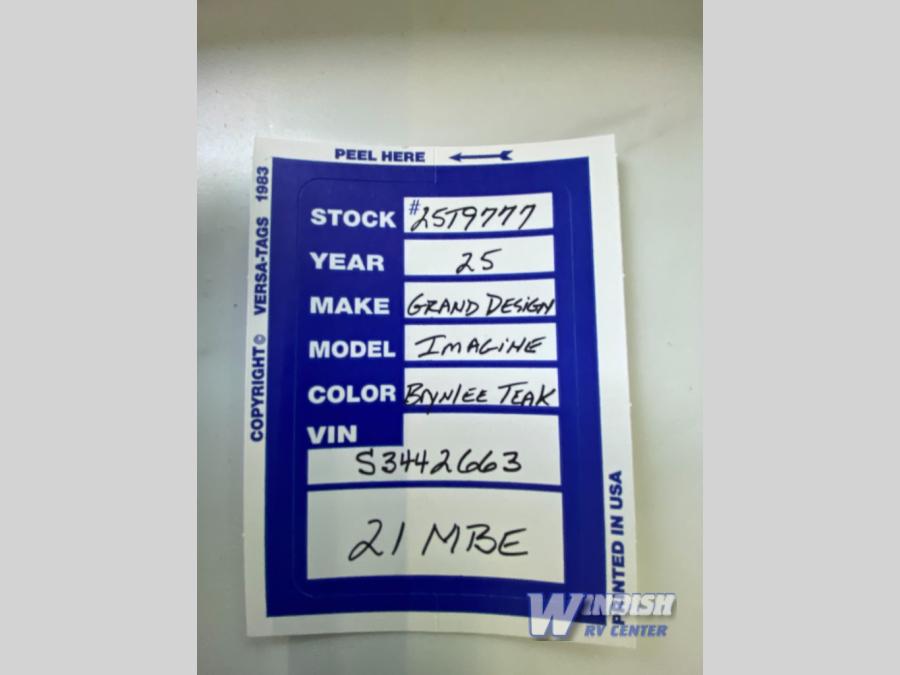 PEEL HERE
COPYRIGHT © VERSA-TAGS 1983
STOCK #25T9777
YEAR 25
MAKE GRAND DESIGN
MODEL IMAGINE
COLOR BRYNLEE TEAK
VIN
S3442663
21 MBE
PRINTED IN USA
WINDISH
RV CENTER